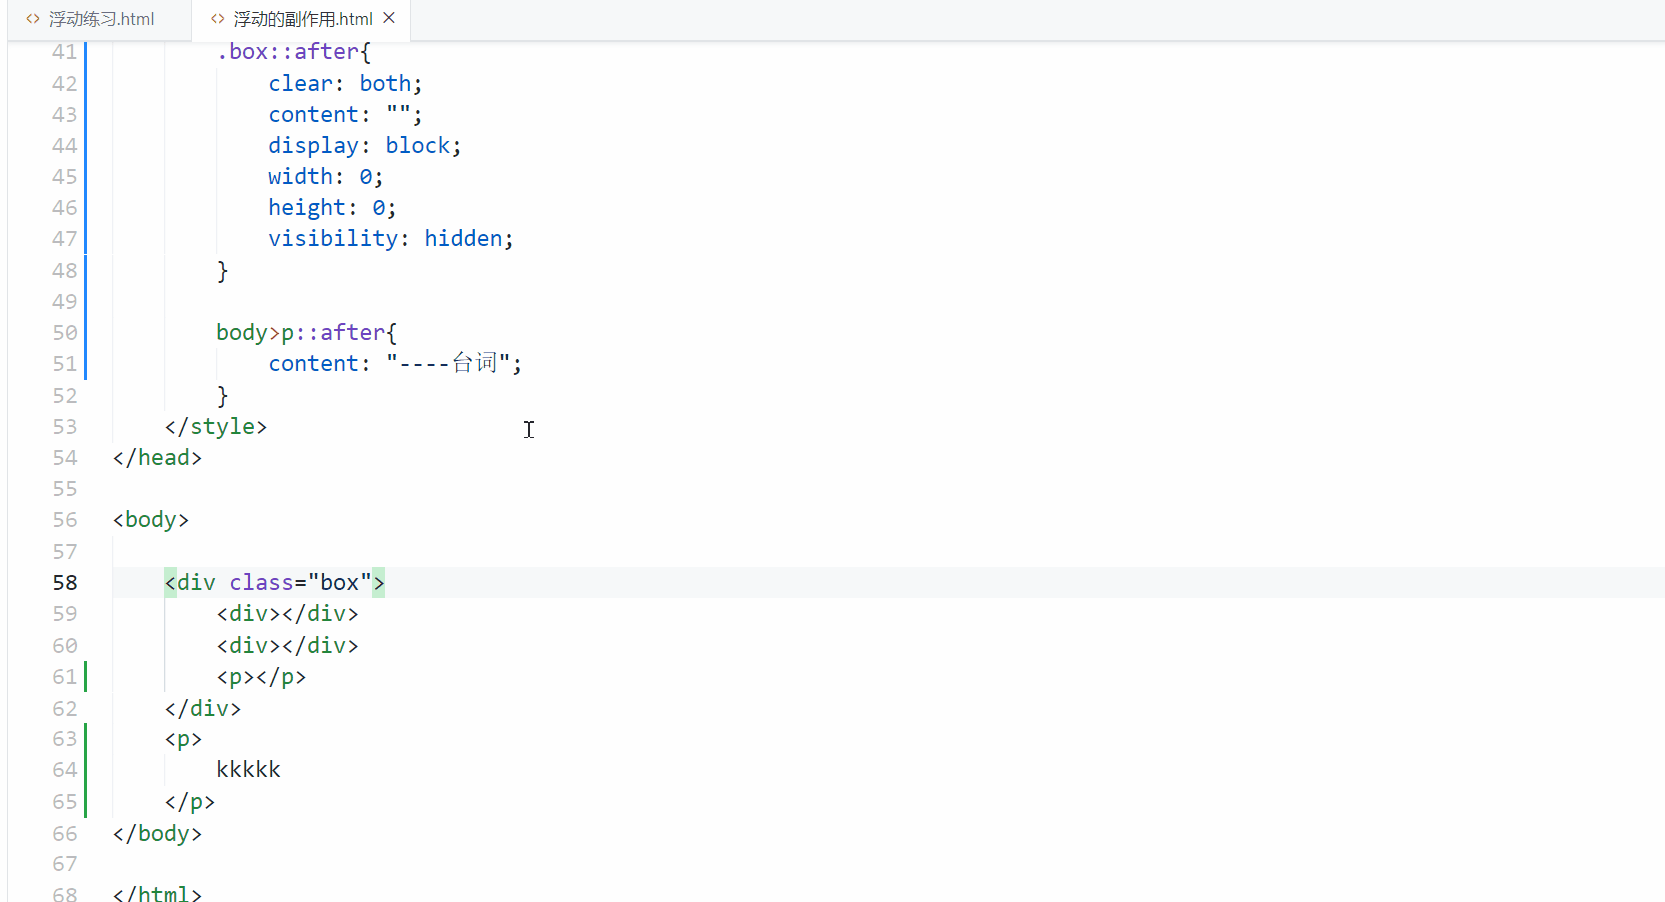 浮动练习.html
浮动的副作用.html
41 .box::after{
42 clear: both;
43 content: "";
44 display: block;
45 width: 0;
46 height: 0;
47 visibility: hidden;
48 }
49
50 body>p::after{
51 content: "----台词";
52 }
53 </style>
54 </head>
55
56 <body>
57
58 <div class="box">
59 <div></div>
60 <div></div>
61 <p></p>
62 </div>
63 <p>
64 kkkkk
65 </p>
66 </body>
67
68 </html>